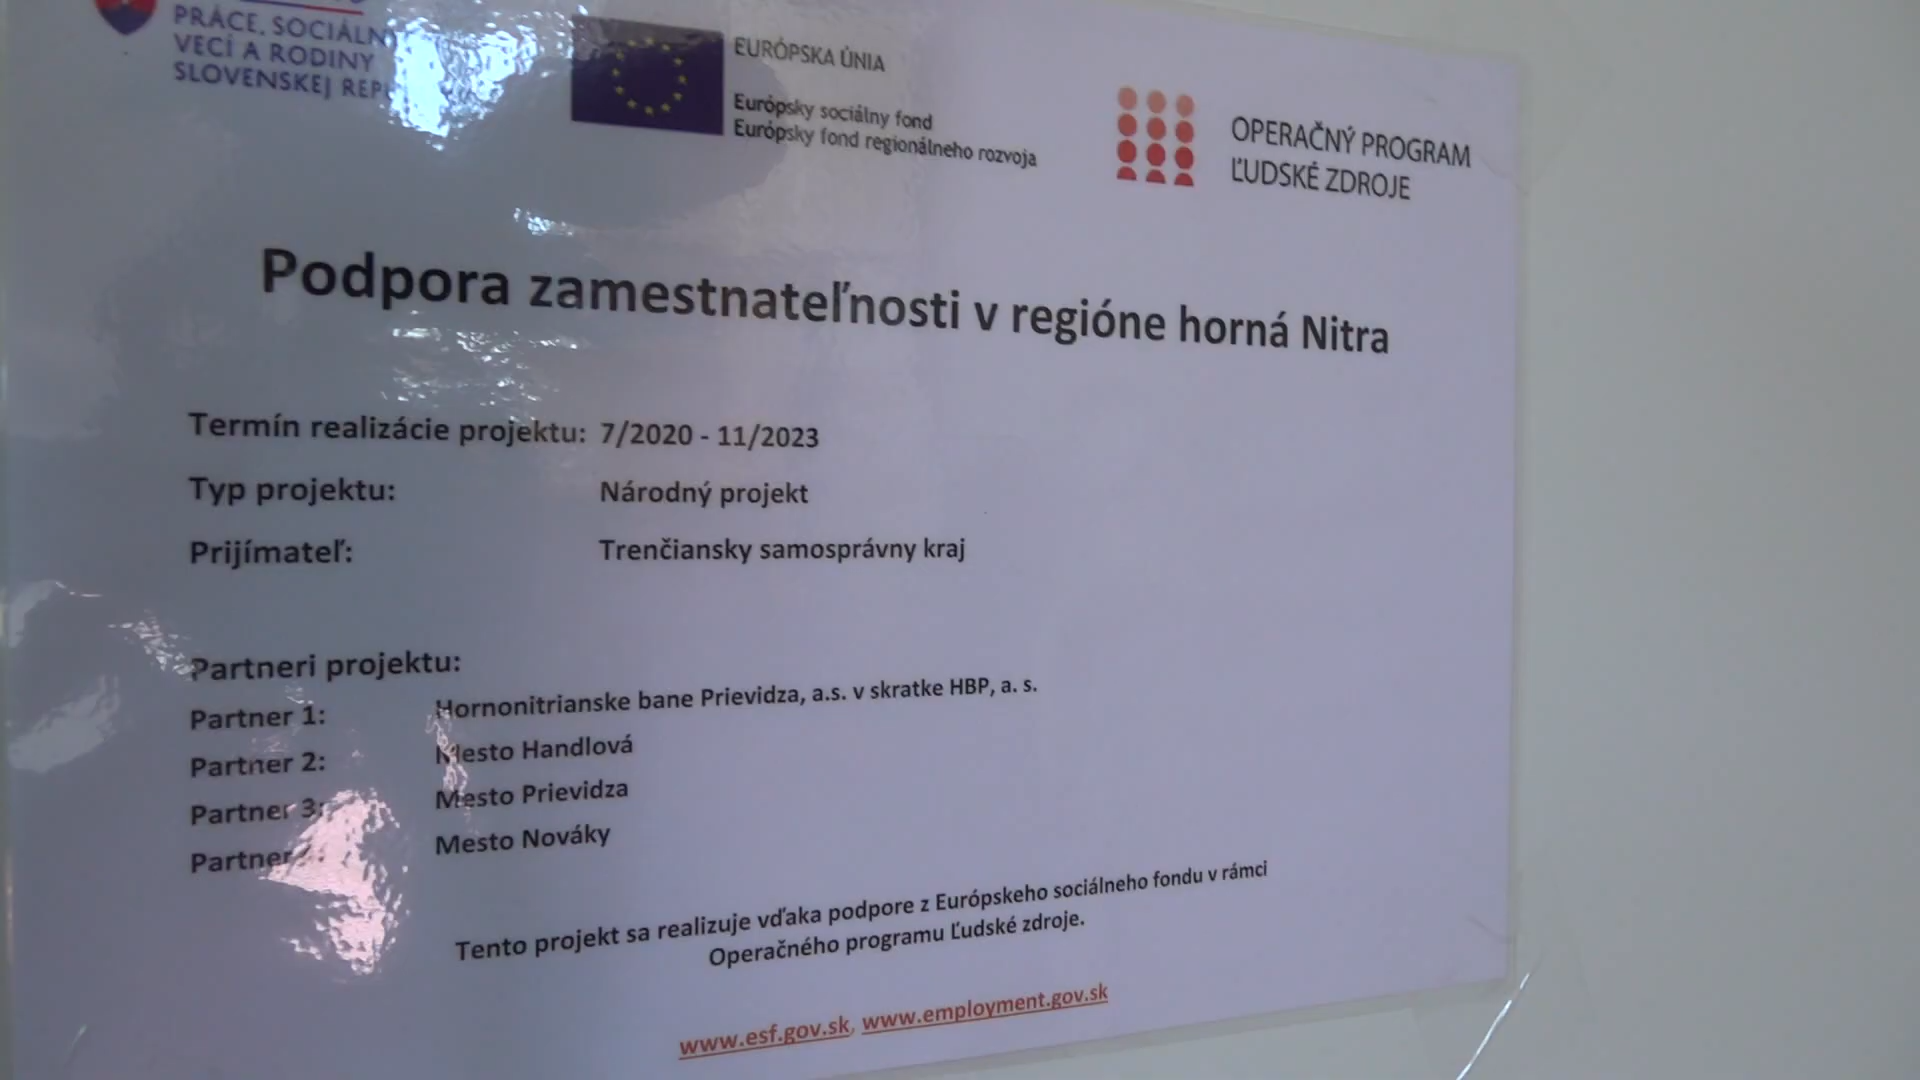 PRÁCE, SOCIÁLN
VECÍ A RODINY
SLOVENSKEJ REP
EURÓPSKA ÚNIA
Európsky sociálny fond
Európsky fond regionálneho rozvoja
OPERAČNÝ PROGRAM
ĽUDSKÉ ZDROJE
Podpora zamestnateľnosti v regióne horná Nitra
Termín realizácie projektu: 7/2020 - 11/2023
Typ projektu: Národný projekt
Prijímateľ: Trenčiansky samosprávny kraj
Partneri projektu:
Partner 1: Hornonitrianske bane Prievidza, a.s. v skratke HBP, a. s.
Partner 2: Mesto Handlová
Partner 3: Mesto Prievidza
Partner Mesto Nováky
Tento projekt sa realizuje vďaka podpore z Európskeho sociálneho fondu v rámci
Operačného programu Ľudské zdroje.
www.esf.gov.sk, www.employment.gov.sk